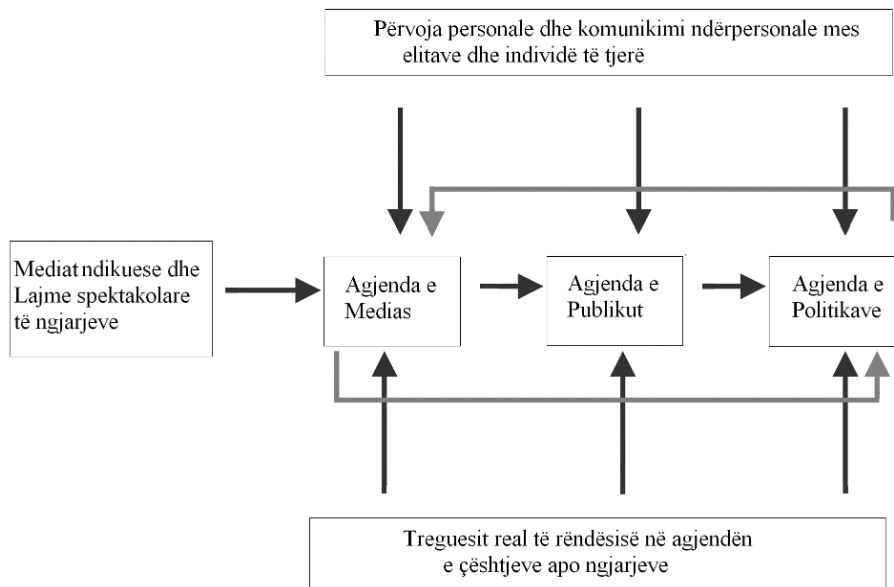 Përvoja personale dhe komunikimi ndërpersonale mes
elitave dhe individë të tjerë
Mediat ndikuese dhe
Lajme spektakolare
të ngjarjeve
Agjenda e
Medias
Agjenda e
Publikut
Agjenda e
Politikave
Treguesit real të rëndësisë në agjendën
e çështjeve apo ngjarjeve